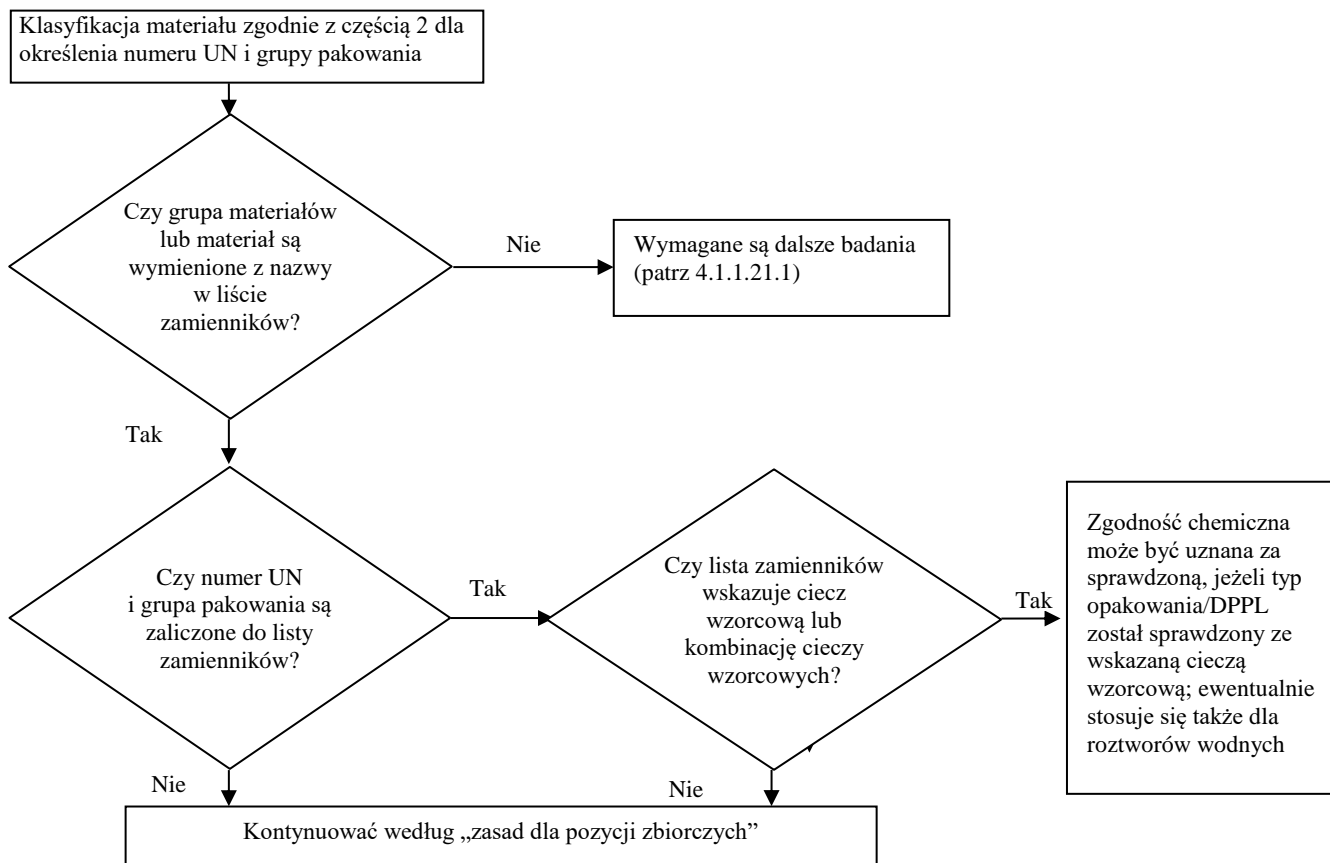 Klasyfikacja materiału zgodnie z częścią 2 dla
określenia numeru UN i grupy pakowania
Czy grupa materiałów
lub materiał są
wymienione z nazwy
w liście
zamienników?
Nie
Wymagane są dalsze badania
(patrz 4.1.1.21.1)
Tak
Czy numer UN
i grupa pakowania są
zaliczone do listy
zamienników?
Tak
Czy lista zamienników
wskazuje ciecz
wzorcową lub
kombinację cieczy
wzorcowych?
Tak
Zgodność chemiczna
może być uznana za
sprawdzoną, jeżeli typ
opakowania/DPPL
został sprawdzony ze
wskazaną cieczą
wzorcową; ewentualnie
stosuje się także dla
roztworów wodnych
Nie
Nie
Kontynuować według „zasad dla pozycji zbiorczych”